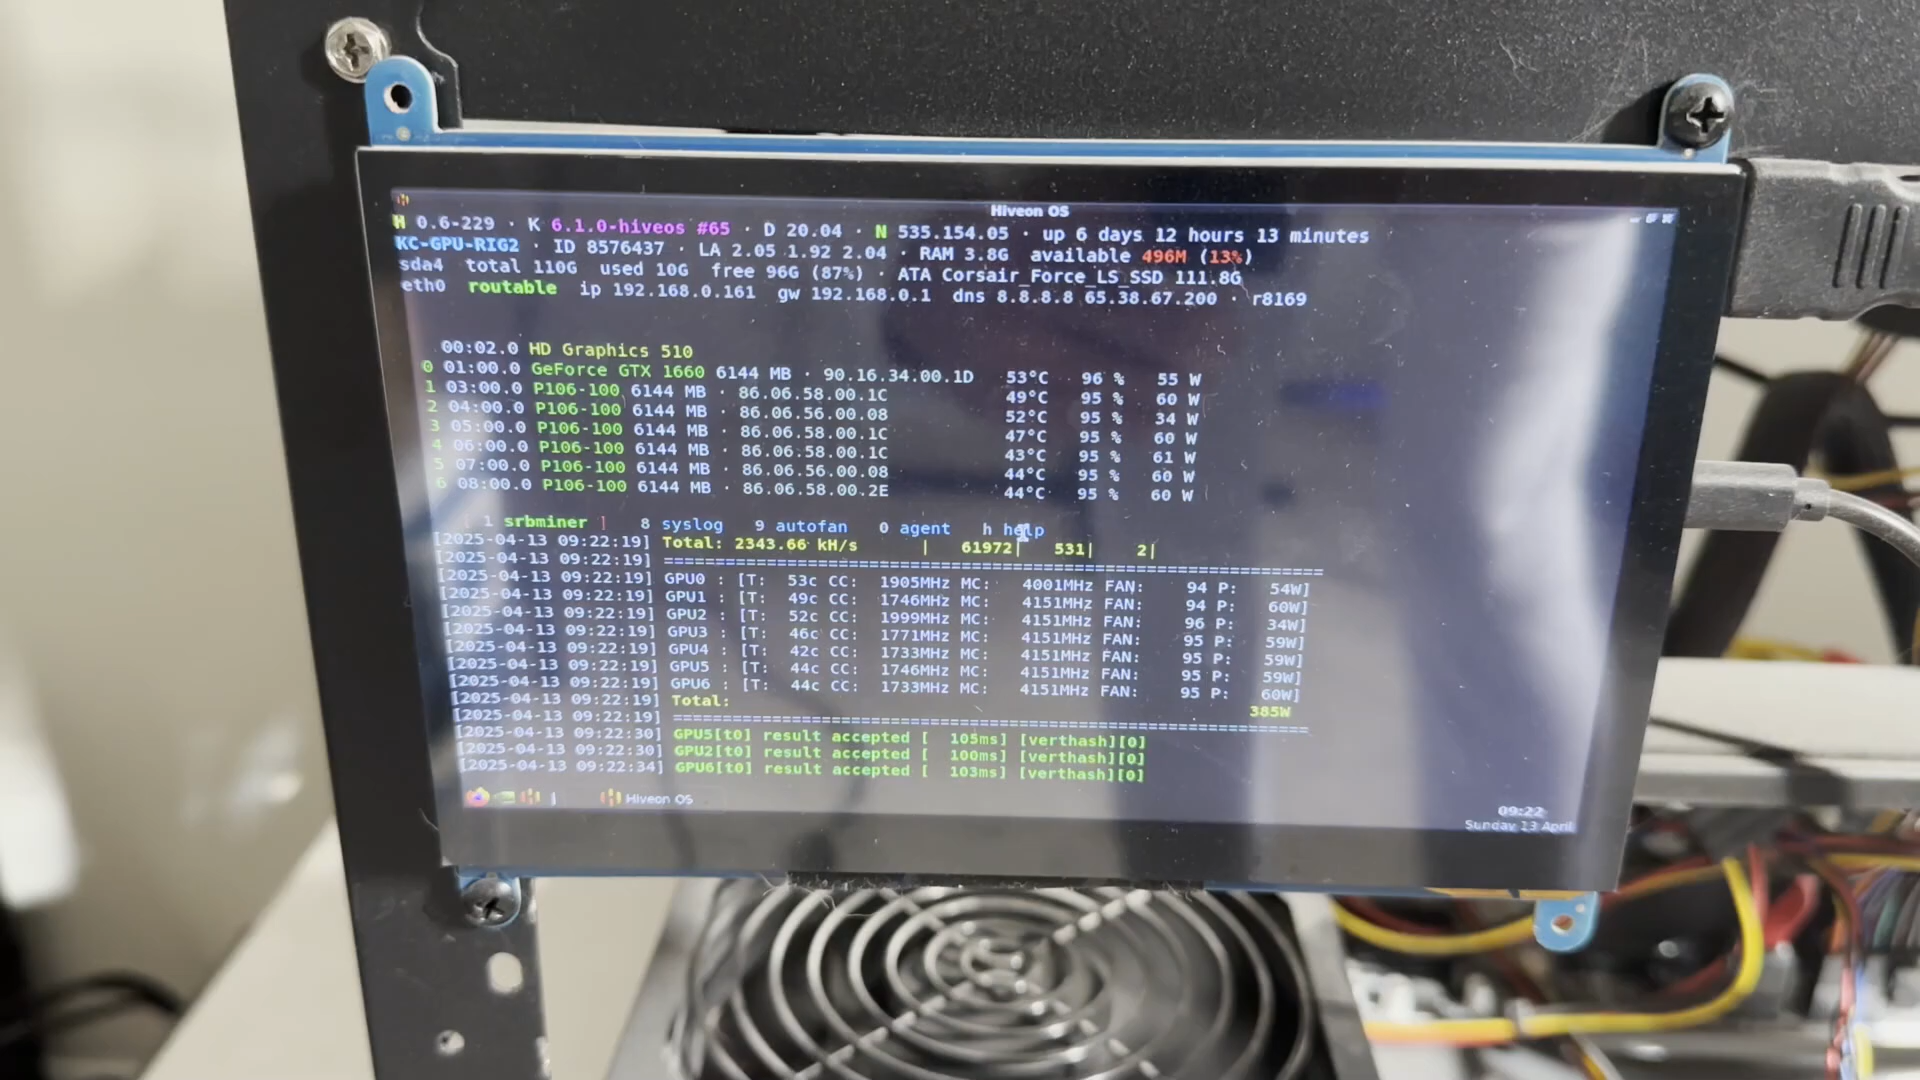 Hiveon OS
H 0.6-229 · K 6.1.0-hiveos #65 · D 20.04 · N 535.154.05 · up 6 days 12 hours 13 minutes
KC-GPU-RIG2 · ID 8576437 · LA 2.05 1.92 2.04 · RAM 3.8G available 496M (13%)
sda4 total 110G used 10G free 96G (87%) · ATA Corsair_Force_LS_SSD 111.8G
eth0 routable ip 192.168.0.161 gw 192.168.0.1 dns 8.8.8.8 65.38.67.200 · r8169
00:02.0 HD Graphics 510
0 01:00.0 GeForce GTX 1660 6144 MB · 90.16.34.00.1D 53°C 96 % 55 W
1 03:00.0 P106-100 6144 MB · 86.06.58.00.1C 49°C 95 % 60 W
2 04:00.0 P106-100 6144 MB · 86.06.56.00.08 52°C 95 % 34 W
3 05:00.0 P106-100 6144 MB · 86.06.58.00.1C 47°C 95 % 60 W
4 06:00.0 P106-100 6144 MB · 86.06.58.00.1C 43°C 95 % 61 W
5 07:00.0 P106-100 6144 MB · 86.06.56.00.08 44°C 95 % 60 W
6 08:00.0 P106-100 6144 MB · 86.06.58.00.2E 44°C 95 % 60 W
[ 1 srbminer ] 8 syslog 9 autofan 0 agent h help
[2025-04-13 09:22:19] Total: 2343.66 kH/s | 61972| 531| 2|
[2025-04-13 09:22:19] ======================================================================
[2025-04-13 09:22:19] GPU0 : [T: 53c CC: 1905MHz MC: 4001MHz FAN: 94 P: 54W]
[2025-04-13 09:22:19] GPU1 : [T: 49c CC: 1746MHz MC: 4151MHz FAN: 94 P: 60W]
[2025-04-13 09:22:19] GPU2 : [T: 52c CC: 1999MHz MC: 4151MHz FAN: 96 P: 34W]
[2025-04-13 09:22:19] GPU3 : [T: 46c CC: 1771MHz MC: 4151MHz FAN: 95 P: 59W]
[2025-04-13 09:22:19] GPU4 : [T: 42c CC: 1733MHz MC: 4151MHz FAN: 95 P: 59W]
[2025-04-13 09:22:19] GPU5 : [T: 44c CC: 1746MHz MC: 4151MHz FAN: 95 P: 59W]
[2025-04-13 09:22:19] GPU6 : [T: 44c CC: 1733MHz MC: 4151MHz FAN: 95 P: 60W]
[2025-04-13 09:22:19] Total: 385W
[2025-04-13 09:22:19] ======================================================================
[2025-04-13 09:22:30] GPU5[t0] result accepted [ 105ms] [verthash][0]
[2025-04-13 09:22:30] GPU2[t0] result accepted [ 100ms] [verthash][0]
[2025-04-13 09:22:34] GPU6[t0] result accepted [ 103ms] [verthash][0]
Hiveon OS
09:22
Sunday 13 April